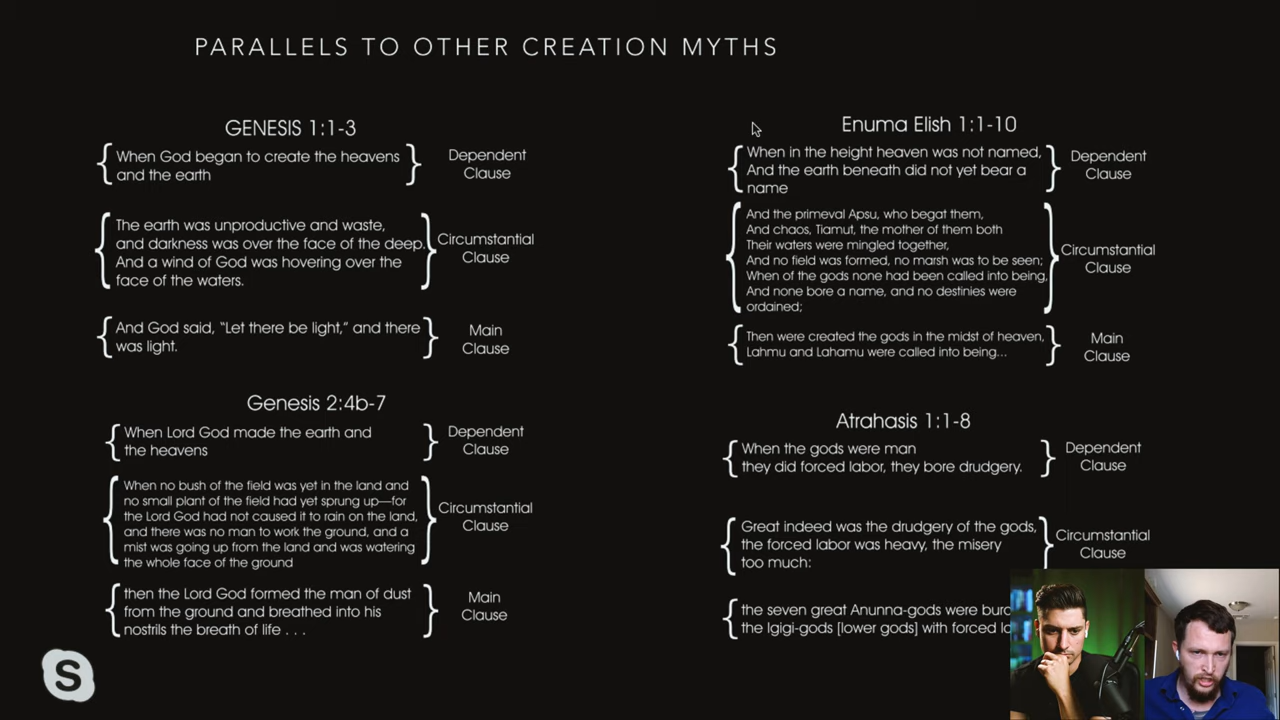 PARALLELS TO OTHER CREATION MYTHS
GENESIS 1:1-3
When God began to create the heavens
and the earth
Dependent
Clause
The earth was unproductive and waste,
and darkness was over the face of the deep.
And a wind of God was hovering over the
face of the waters.
Circumstantial
Clause
And God said, “Let there be light,” and there
was light.
Main
Clause
Genesis 2:4b-7
When Lord God made the earth and
the heavens
Dependent
Clause
When no bush of the field was yet in the land and
no small plant of the field had yet sprung up—for
the Lord God had not caused it to rain on the land,
and there was no man to work the ground, and a
mist was going up from the land and was watering
the whole face of the ground
Circumstantial
Clause
then the Lord God formed the man of dust
from the ground and breathed into his
nostrils the breath of life . . .
Main
Clause
Enuma Elish 1:1-10
When in the height heaven was not named,
And the earth beneath did not yet bear a
name
Dependent
Clause
And the primeval Apsu, who begat them,
And chaos, Tiamut, the mother of them both
Their waters were mingled together,
And no field was formed, no marsh was to be seen;
When of the gods none had been called into being,
And none bore a name, and no destinies were
ordained;
Circumstantial
Clause
Then were created the gods in the midst of heaven,
Lahmu and Lahamu were called into being...
Main
Clause
Atrahasis 1:1-8
When the gods were man
they did forced labor, they bore drudgery.
Dependent
Clause
Great indeed was the drudgery of the gods,
the forced labor was heavy, the misery
too much:
Circumstantial
Clause
the seven great Anunna-gods were
the Igigi-gods [lower gods] with forced
S